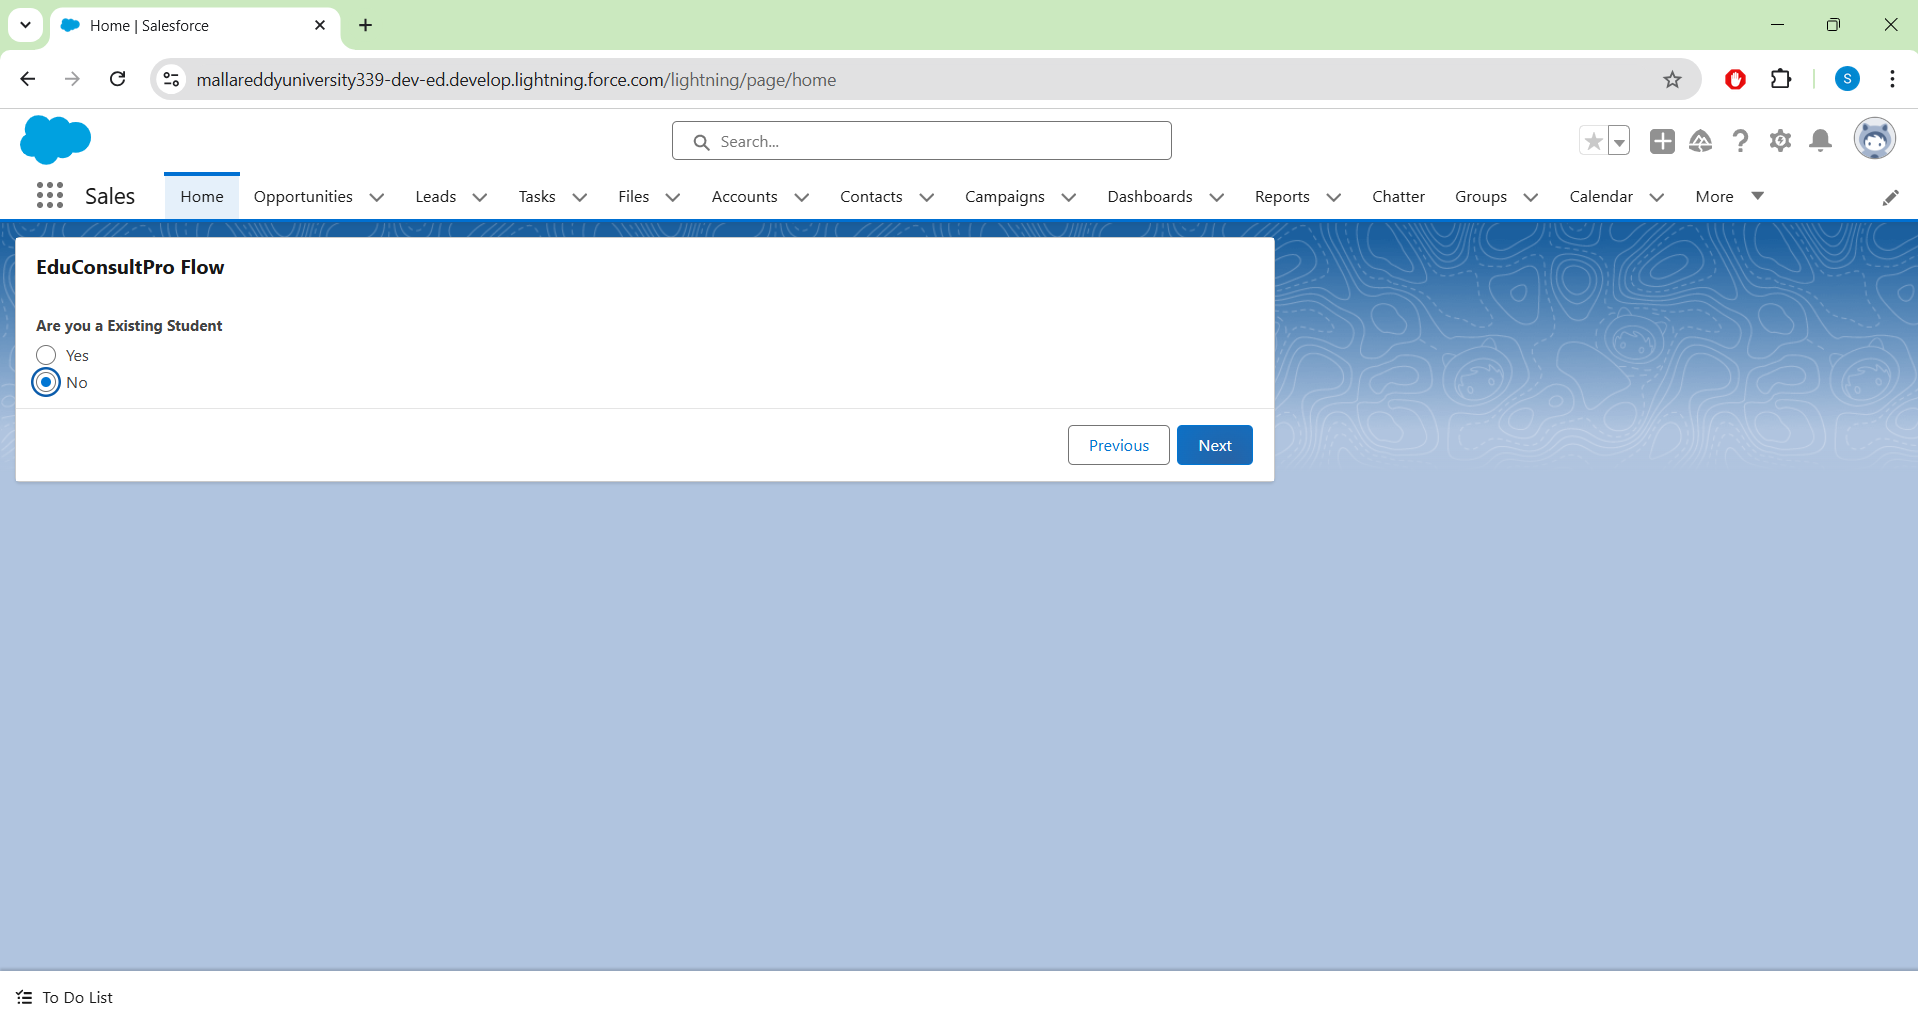 Home | Salesforce
mallareddyuniversity339-dev-ed.develop.lightning.force.com/lightning/page/home
S
Search...
Sales Home Opportunities Leads Tasks Files Accounts Contacts Campaigns Dashboards Reports Chatter Groups Calendar More
EduConsultPro Flow
Are you a Existing Student
Yes
No
Previous Next
To Do List